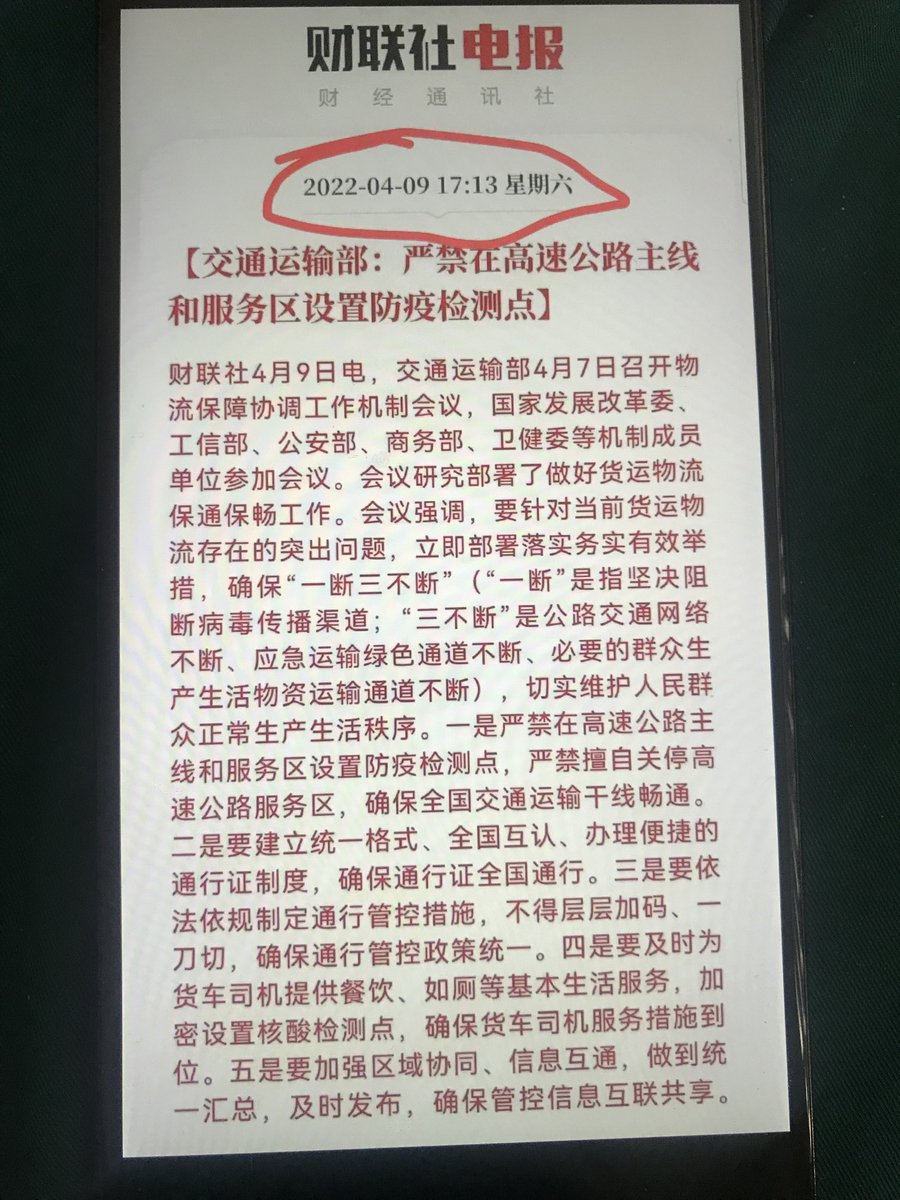 财联社电报
财经通讯社
2022-04-09 17:13 星期六
【交通运输部：严禁在高速公路主线
和服务区设置防疫检测点】
财联社4月9日电，交通运输部4月7日召开物
流保障协调工作机制会议，国家发展改革委、
工信部、公安部、商务部、卫健委等机制成员
单位参加会议。会议研究部署了做好货运物流
保通保畅工作。会议强调，要针对当前货运物
流存在的突出问题，立即部署落实务实有效举
措，确保“一断三不断”（“一断”是指坚决阻
断病毒传播渠道；“三不断”是公路交通网络
不断、应急运输绿色通道不断、必要的群众生
产生活物资运输通道不断），切实维护人民群
众正常生产生活秩序。一是严禁在高速公路主
线和服务区设置防疫检测点，严禁擅自关停高
速公路服务区，确保全国交通运输干线畅通。
二是要建立统一格式、全国互认、办理便捷的
通行证制度，确保通行证全国通行。三是要依
法依规制定通行管控措施，不得层层加码、一
刀切，确保通行管控政策统一。四是要及时为
货车司机提供餐饮、如厕等基本生活服务，加
密设置核酸检测点，确保货车司机服务措施到
位。五是要加强区域协同、信息互通，做到统
一汇总，及时发布，确保管控信息互联共享。